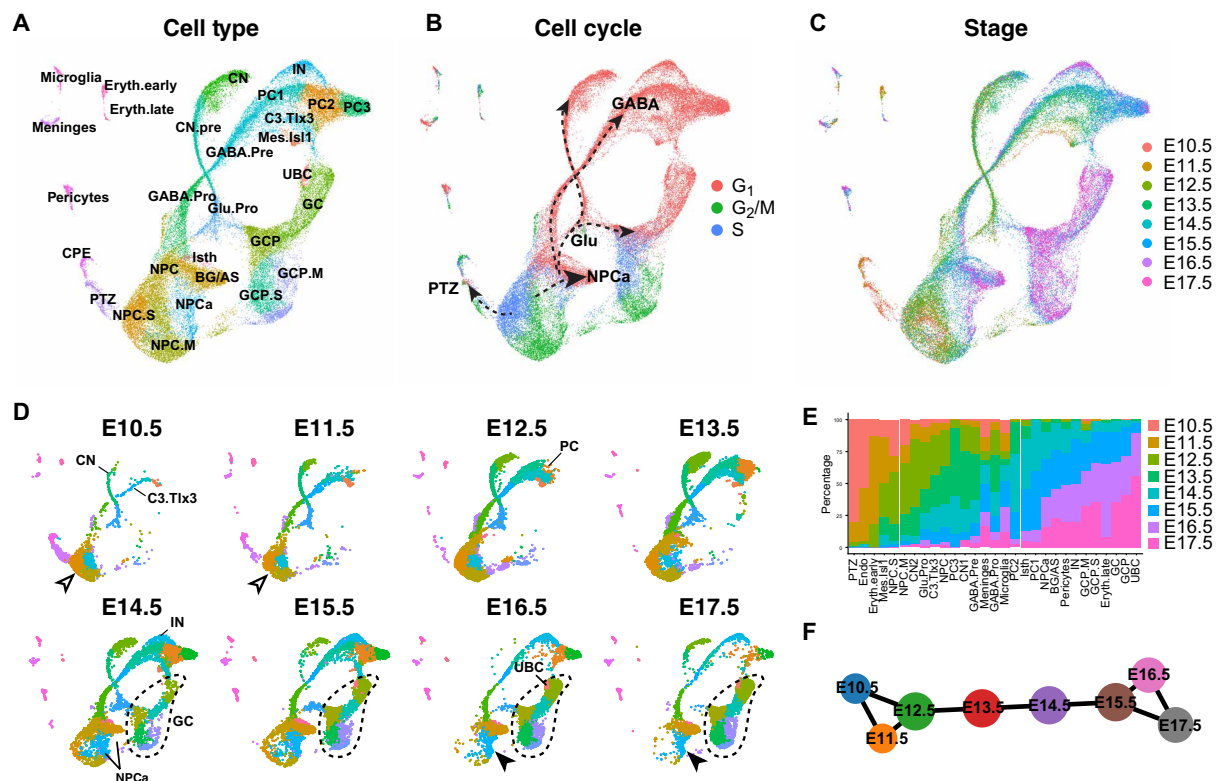 A
Cell type
Microglia
Eryth.early
Eryth.late
Meninges
Pericytes
CPE
PTZ
CN
IN
PC1
PC2
PC3
C3.Tlx3
Mes.Isl1
CN.pre
GABA.Pre
UBC
GABA.Pro
Glu.Pro
GC
GCP
Isth
NPC
BG/AS
GCP.M
GCP.S
NPCa
NPC.S
NPC.M
B
Cell cycle
GABA
Glu
NPCa
PTZ
G1
G2/M
S
C
Stage
E10.5
E11.5
E12.5
E13.5
E14.5
E15.5
E16.5
E17.5
D
E10.5
CN
C3.Tlx3
E11.5
E12.5
PC
E13.5
E14.5
IN
GC
NPCa
E15.5
E16.5
UBC
E17.5
E
Percentage
100
75
50
25
0
PTZ
Endo
Eryth.early
Mes.Isl1
NPC.S
NPC.M
CN2
Glu.Pro
C3.Tlx3
NPC
PC3
CN1
GABA.Pre
Meninges
GABA.Pro
Microglia
PC2
Isth
PC1
NPCa
BG/AS
Pericytes
IN
GCP.M
GCP.S
Eryth.late
GC
GCP
UBC
E10.5
E11.5
E12.5
E13.5
E14.5
E15.5
E16.5
E17.5
F
E10.5
E11.5
E12.5
E13.5
E14.5
E15.5
E16.5
E17.5